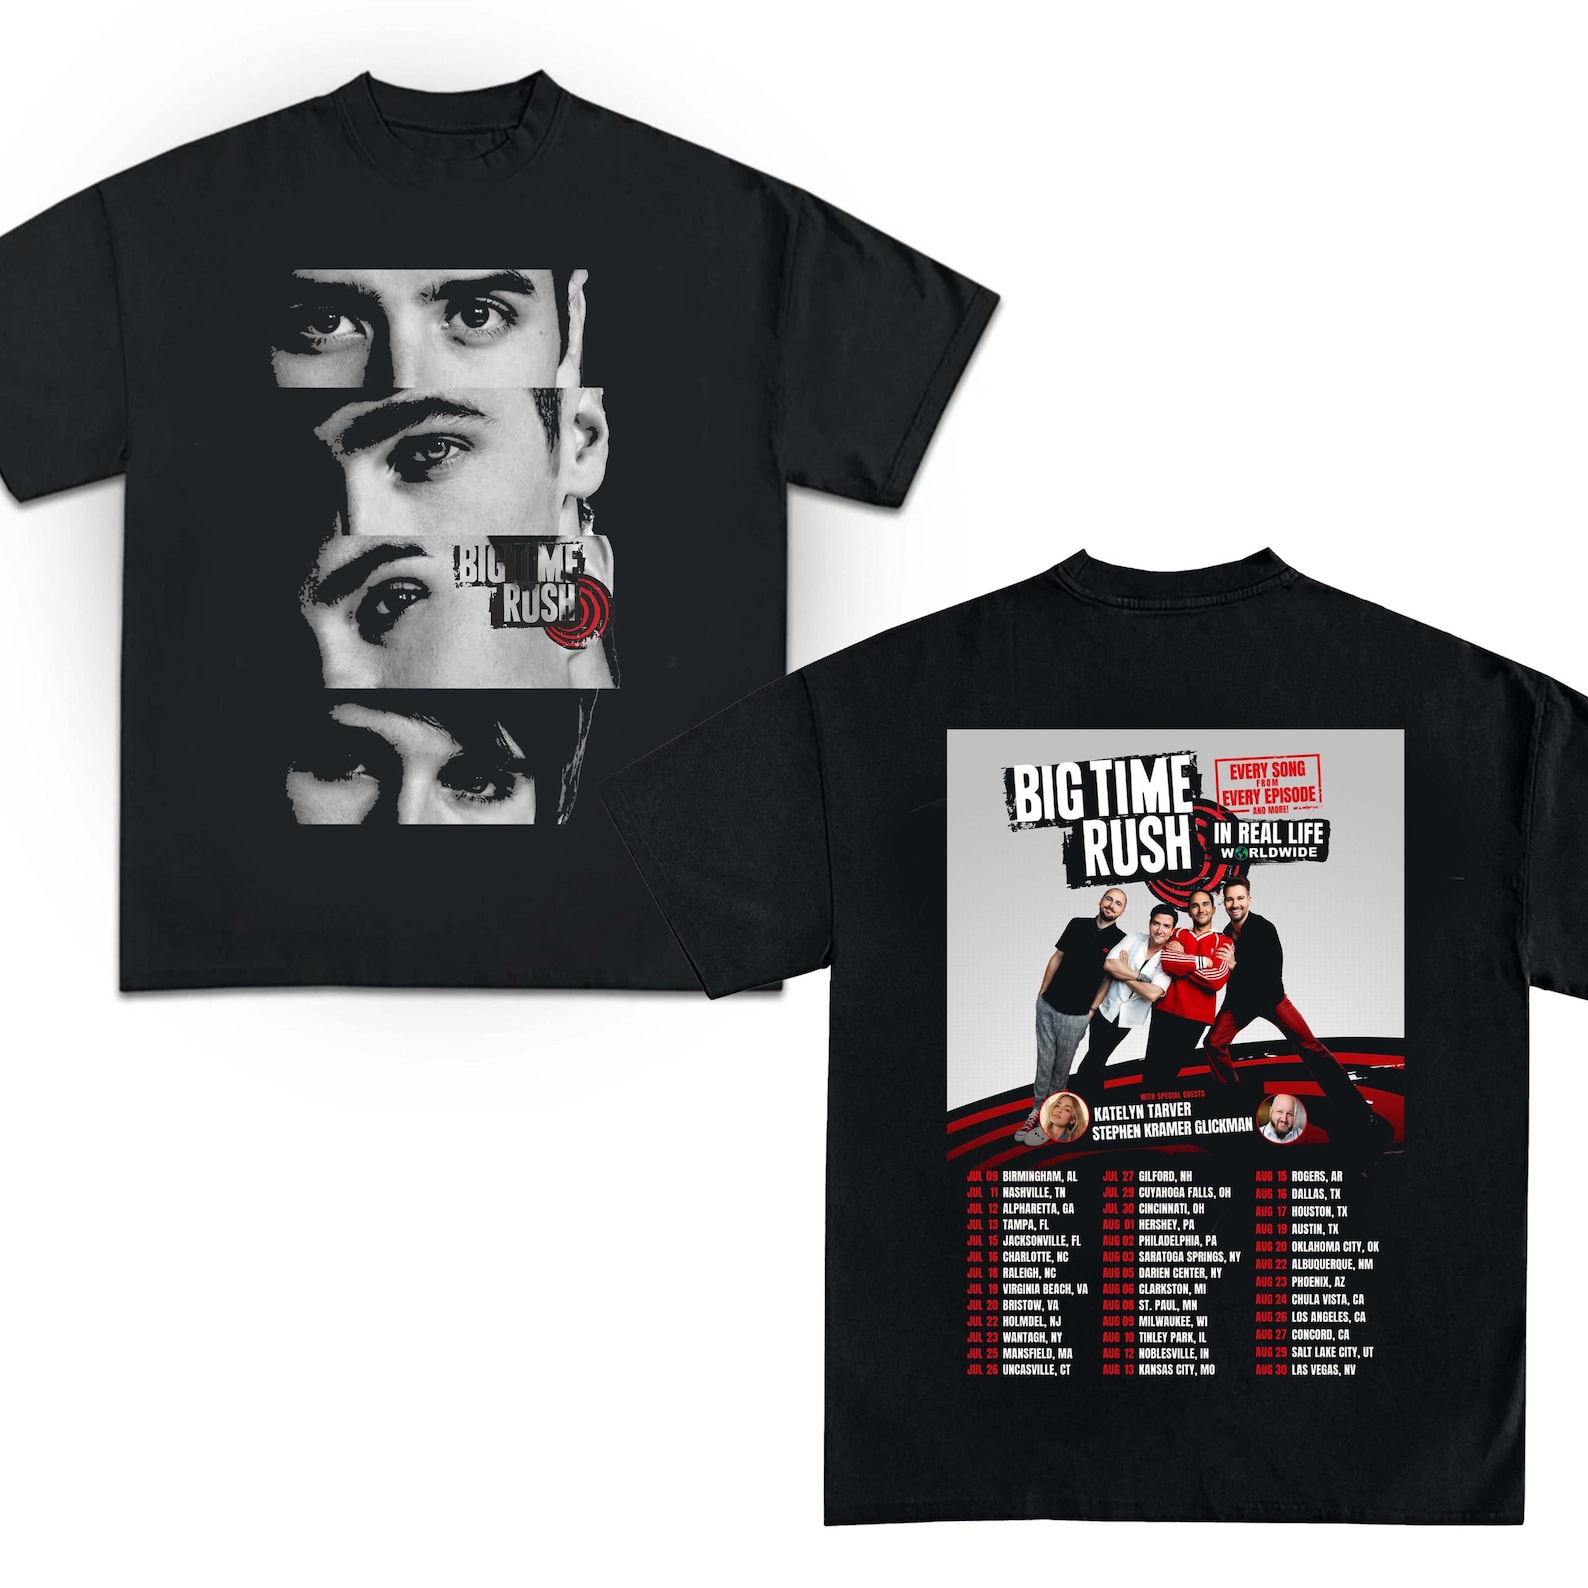 BIG TIME
RUSH
BIG TIME
RUSH
EVERY SONG
FROM
EVERY EPISODE
AND MORE!
IN REAL LIFE
WORLDWIDE
WITH SPECIAL GUESTS
KATELYN TARVER
STEPHEN KRAMER GLICKMAN
JUL 09 BIRMINGHAM, AL
JUL 11 NASHVILLE, TN
JUL 12 ALPHARETTA, GA
JUL 13 TAMPA, FL
JUL 15 JACKSONVILLE, FL
JUL 16 CHARLOTTE, NC
JUL 18 RALEIGH, NC
JUL 19 VIRGINIA BEACH, VA
JUL 20 BRISTOW, VA
JUL 22 HOLMDEL, NJ
JUL 23 WANTAGH, NY
JUL 25 MANSFIELD, MA
JUL 26 UNCASVILLE, CT
JUL 27 GILFORD, NH
JUL 29 CUYAHOGA FALLS, OH
JUL 30 CINCINNATI, OH
AUG 01 HERSHEY, PA
AUG 02 PHILADELPHIA, PA
AUG 03 SARATOGA SPRINGS, NY
AUG 05 DARIEN CENTER, NY
AUG 06 CLARKSTON, MI
AUG 08 ST. PAUL, MN
AUG 09 MILWAUKEE, WI
AUG 10 TINLEY PARK, IL
AUG 12 NOBLESVILLE, IN
AUG 13 KANSAS CITY, MO
AUG 15 ROGERS, AR
AUG 16 DALLAS, TX
AUG 17 HOUSTON, TX
AUG 19 AUSTIN, TX
AUG 20 OKLAHOMA CITY, OK
AUG 22 ALBUQUERQUE, NM
AUG 23 PHOENIX, AZ
AUG 24 CHULA VISTA, CA
AUG 26 LOS ANGELES, CA
AUG 27 CONCORD, CA
AUG 29 SALT LAKE CITY, UT
AUG 30 LAS VEGAS, NV